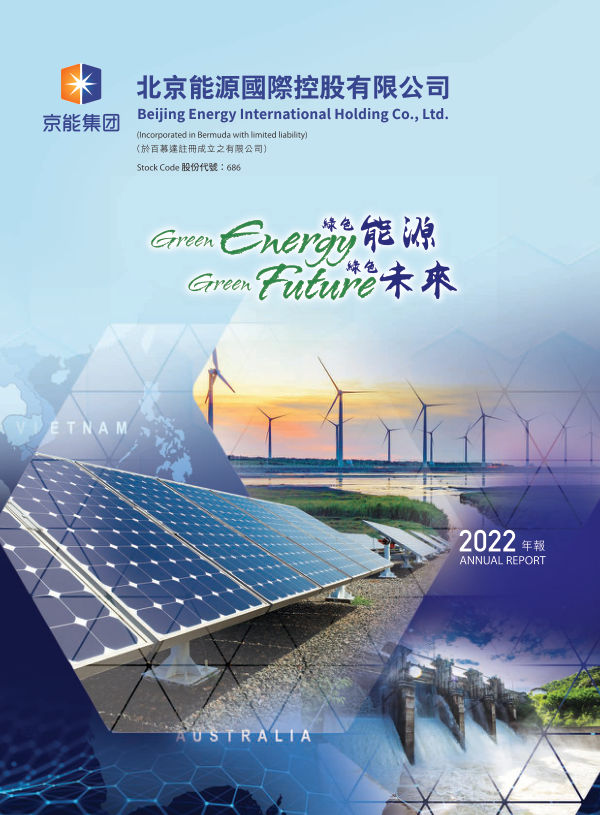 京能集团
北京能源國際控股有限公司
Beijing Energy International Holding Co., Ltd.
(Incorporated in Bermuda with limited liability)
(於百慕達註冊成立之有限公司)
Stock Code 股份代號：686
Green Energy 綠色能源
Green Future 綠色未來
VIETNAM
2022 年報
ANNUAL REPORT
AUSTRALIA